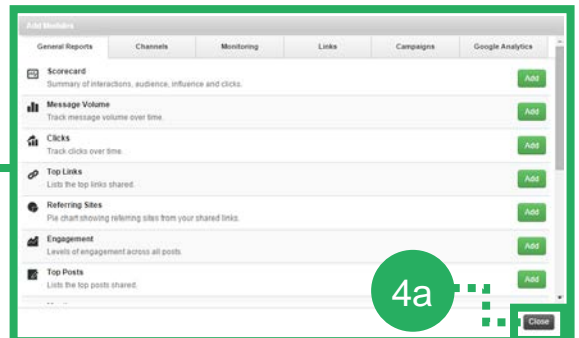 Add Modules
General Reports Channels Monitoring Links Campaigns Google Analytics
Scorecard
Summary of interactions, audience, influence and clicks.
Add
Message Volume
Track message volume over time.
Add
Clicks
Track clicks over time.
Add
Top Links
Lists the top links shared.
Add
Referring Sites
Pie chart showing referring sites from your shared links.
Add
Engagement
Levels of engagement across all posts.
Add
Top Posts
Lists the top posts shared.
Add
4a
Close